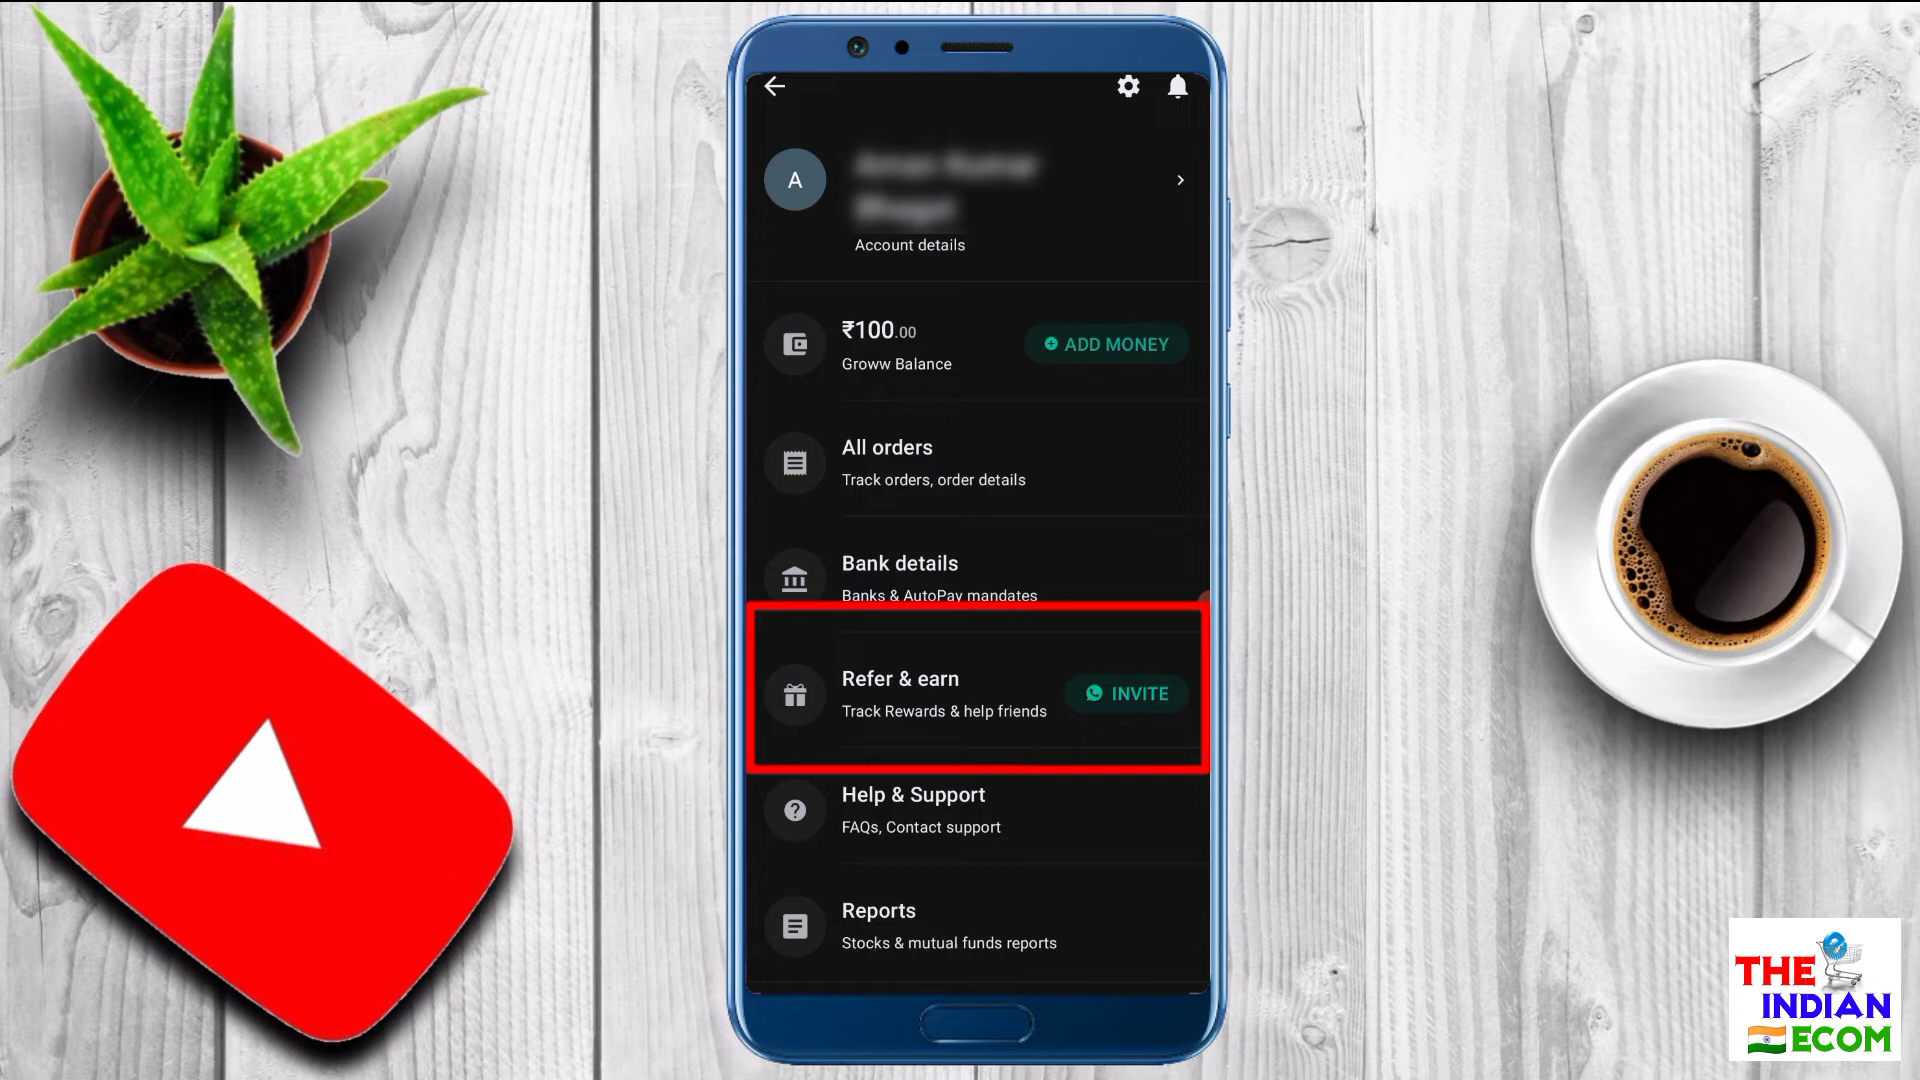 A
Account details
₹100.00
Groww Balance
ADD MONEY
All orders
Track orders, order details
Bank details
Banks & AutoPay mandates
Refer & earn
Track Rewards & help friends
INVITE
Help & Support
FAQs, Contact support
Reports
Stocks & mutual funds reports
THE
INDIAN
ECOM